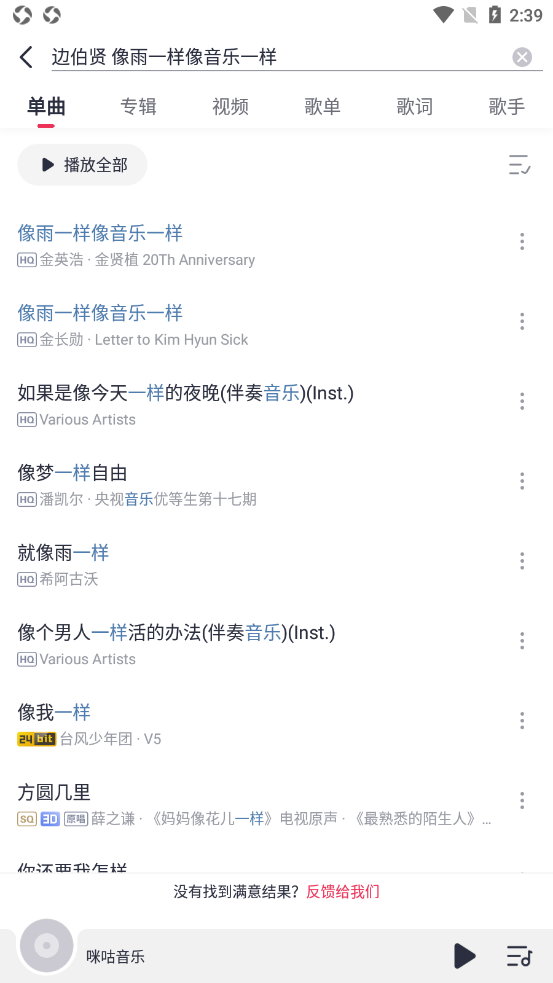 2:39
边伯贤 像雨一样像音乐一样
单曲 专辑 视频 歌单 歌词 歌手
播放全部
像雨一样像音乐一样
HQ 金英浩 · 金贤植 20Th Anniversary
像雨一样像音乐一样
HQ 金长勋 · Letter to Kim Hyun Sick
如果是像今天一样的夜晚(伴奏音乐)(Inst.)
HQ Various Artists
像梦一样自由
HQ 潘凯尔 · 央视音乐优等生第十七期
就像雨一样
HQ 希阿古沃
像个男人一样活的办法(伴奏音乐)(Inst.)
HQ Various Artists
像我一样
24bit 台风少年团 · V5
方圆几里
SQ 3D 原唱 薛之谦 · 《妈妈像花儿一样》电视原声 · 《最熟悉的陌生人》...
你还要我怎样
没有找到满意结果？反馈给我们
咪咕音乐